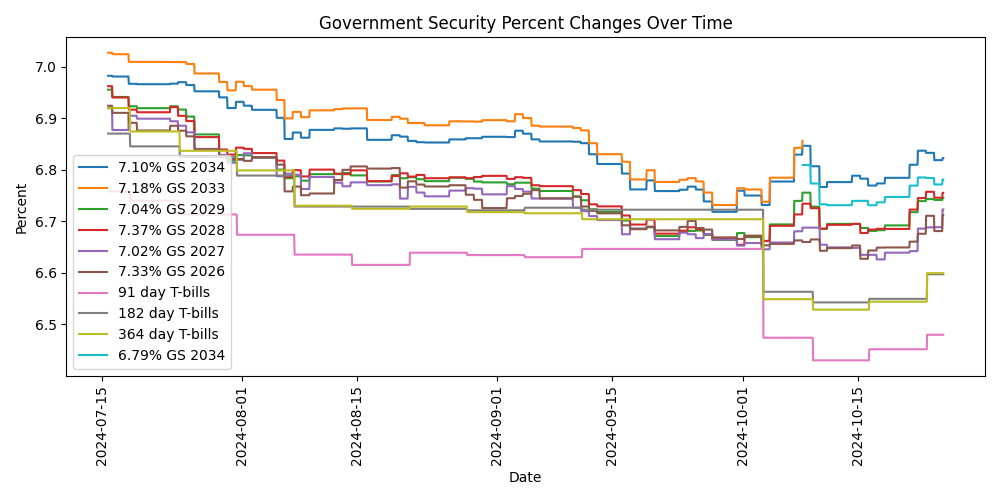 Government Security Percent Changes Over Time
Percent
7.0
6.9
6.8
6.7
6.6
6.5
7.10% GS 2034
7.18% GS 2033
7.04% GS 2029
7.37% GS 2028
7.02% GS 2027
7.33% GS 2026
91 day T-bills
182 day T-bills
364 day T-bills
6.79% GS 2034
2024-07-15
2024-08-01
2024-08-15
2024-09-01
2024-09-15
2024-10-01
2024-10-15
Date